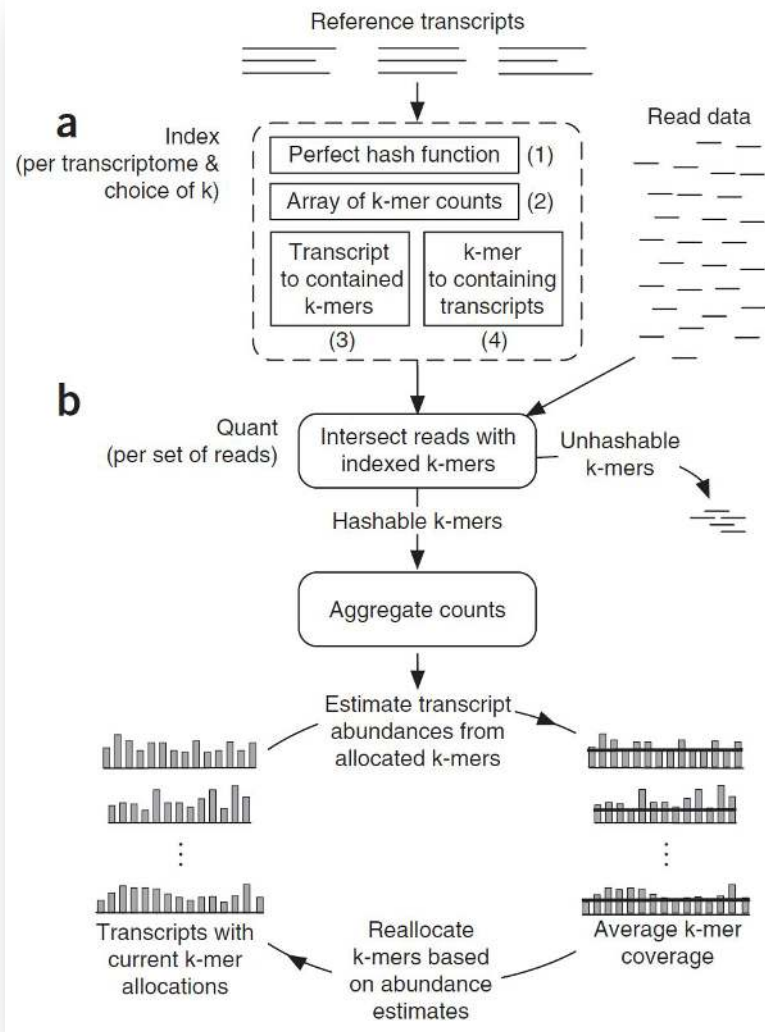 Reference transcripts
a
Index
(per transcriptome &
choice of k)
Perfect hash function
(1)
Array of k-mer counts
(2)
Transcript
to contained
k-mers
(3)
k-mer
to containing
transcripts
(4)
Read data
b
Quant
(per set of reads)
Intersect reads with
indexed k-mers
Unhashable
k-mers
Hashable k-mers
Aggregate counts
Estimate transcript
abundances from
allocated k-mers
Transcripts with
current k-mer
allocations
Reallocate
k-mers based
on abundance
estimates
Average k-mer
coverage